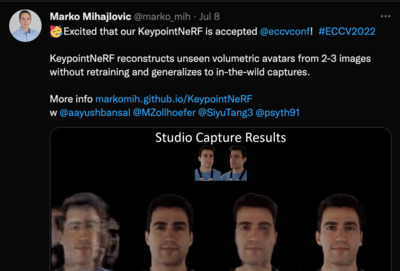 Marko Mihajlovic @marko_mih · Jul 8
🥳Excited that our KeypointNeRF is accepted @eccvconf! #ECCV2022
KeypointNeRF reconstructs unseen volumetric avatars from 2-3 images
without retraining and generalizes to in-the-wild captures.
More info markomih.github.io/KeypointNeRF
w @aayushbansal @MZollhoefer @SiyuTang3 @psyth91
Studio Capture Results